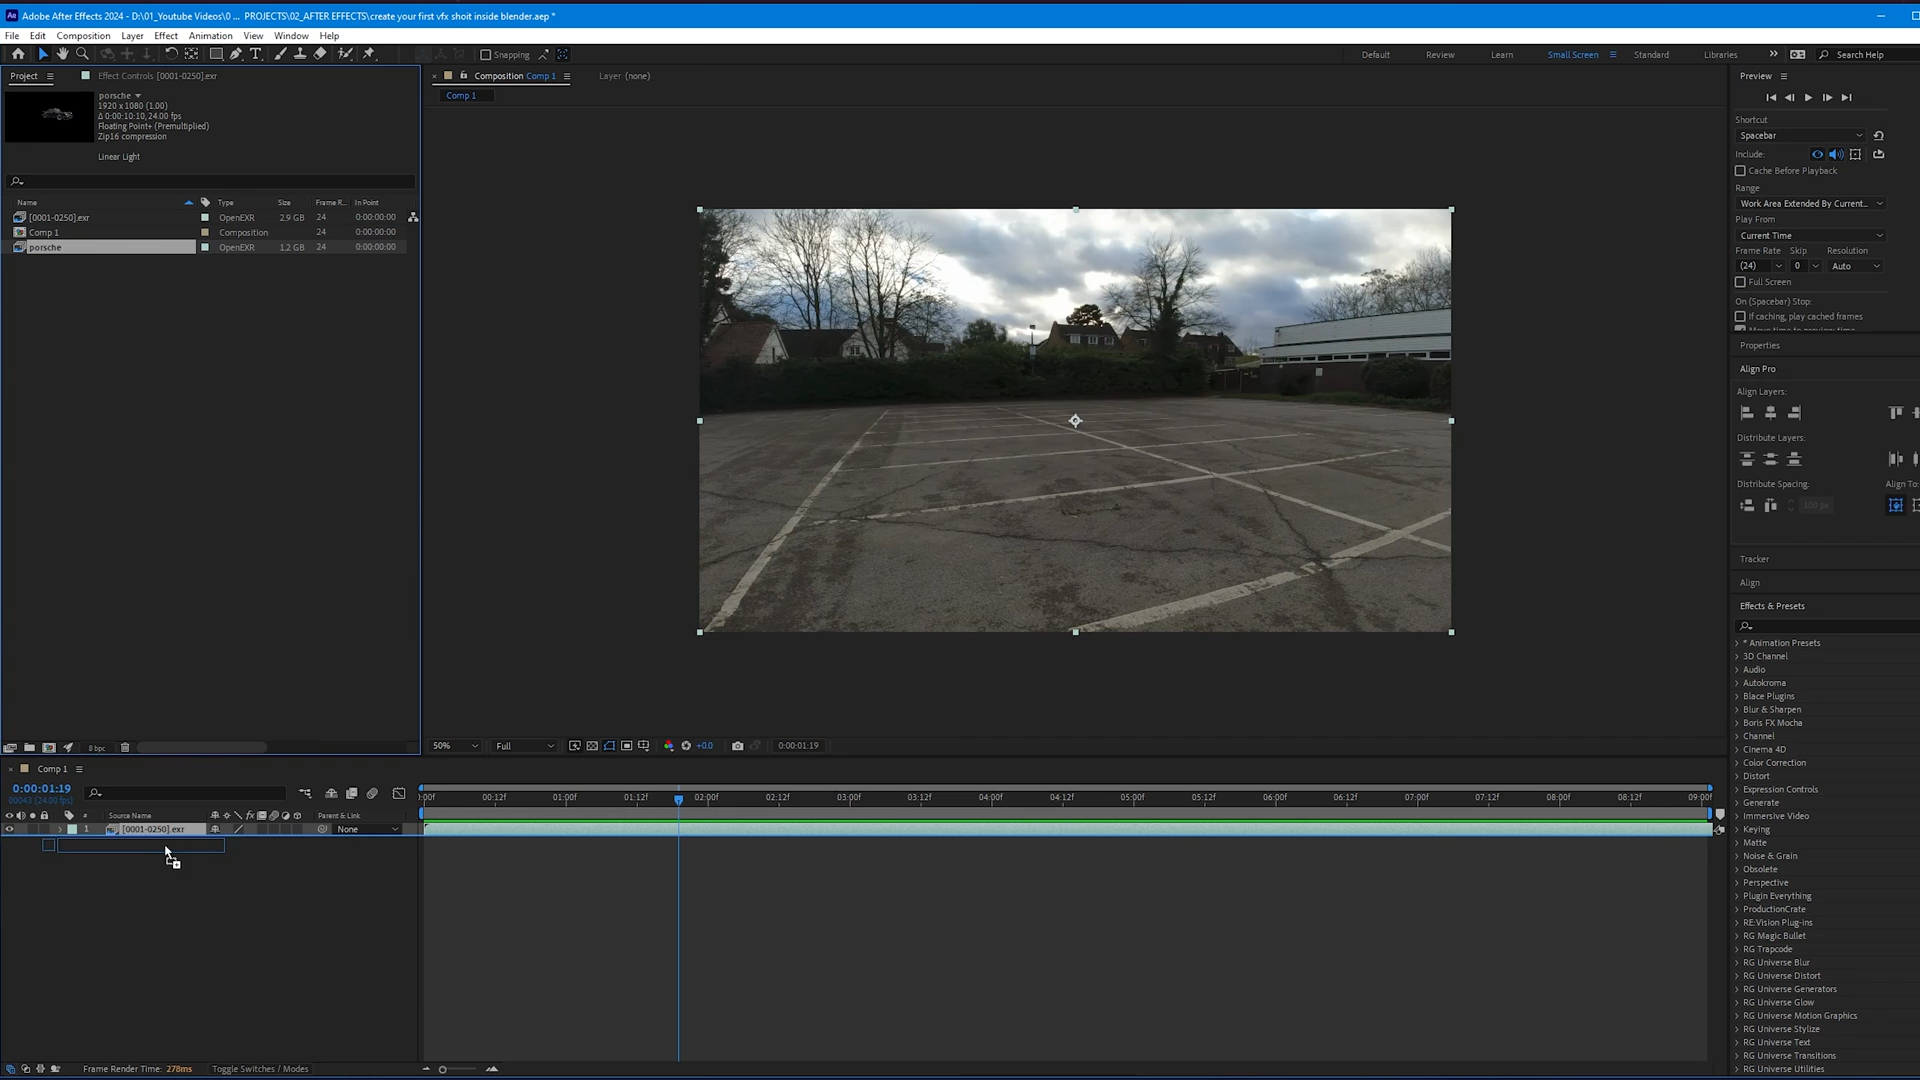 Adobe After Effects 2024 - D:\01_Youtube Videos\0 ... PROJECTS\02_AFTER EFFECTS\create your first vfx shoit inside blender.aep *
File Edit Composition Layer Effect Animation View Window Help
Snapping
Default Review Learn Small Screen Standard Libraries Search Help
Project Effect Controls [0001-0250].exr
porsche
1920 x 1080 (1.00)
Δ 0:00:10:10, 24.00 fps
Floating Point+ (Premultiplied)
Zip16 compression
Linear Light
Name Type Size Frame R... In Point
[0001-0250].exr OpenEXR 2.9 GB 24 0:00:00:00
Comp 1 Composition 24 0:00:00:00
porsche OpenEXR 1.2 GB 24 0:00:00:00
8 bpc
Composition Comp 1 Layer (none)
Comp 1
50% Full +0.0 0:00:01:19
Preview
Shortcut
Spacebar
Include:
Cache Before Playback
Range
Work Area Extended By Current...
Play From
Current Time
Frame Rate Skip Resolution
(24) 0 Auto
Full Screen
On (Spacebar) Stop:
If caching, play cached frames
Properties
Align Pro
Align Layers:
Distribute Layers:
Distribute Spacing: Align To:
100 px
Tracker
Align
Effects & Presets
* Animation Presets
3D Channel
Audio
Autokroma
Blace Plugins
Blur & Sharpen
Boris FX Mocha
Channel
Cinema 4D
Color Correction
Distort
Expression Controls
Generate
Immersive Video
Keying
Matte
Noise & Grain
Obsolete
Perspective
Plugin Everything
ProductionCrate
RE:Vision Plug-ins
RG Magic Bullet
RG Trapcode
RG Universe Blur
RG Universe Distort
RG Universe Generators
RG Universe Glow
RG Universe Motion Graphics
RG Universe Stylize
RG Universe Text
RG Universe Transitions
RG Universe Utilities
Comp 1
0:00:01:19
00043 (24.00 fps)
:00f 00:12f 01:00f 01:12f 02:00f 02:12f 03:00f 03:12f 04:00f 04:12f 05:00f 05:12f 06:00f 06:12f 07:00f 07:12f 08:00f 08:12f 09:00f
# Source Name Parent & Link
1 [0001-0250].exr None
Frame Render Time: 278ms Toggle Switches / Modes